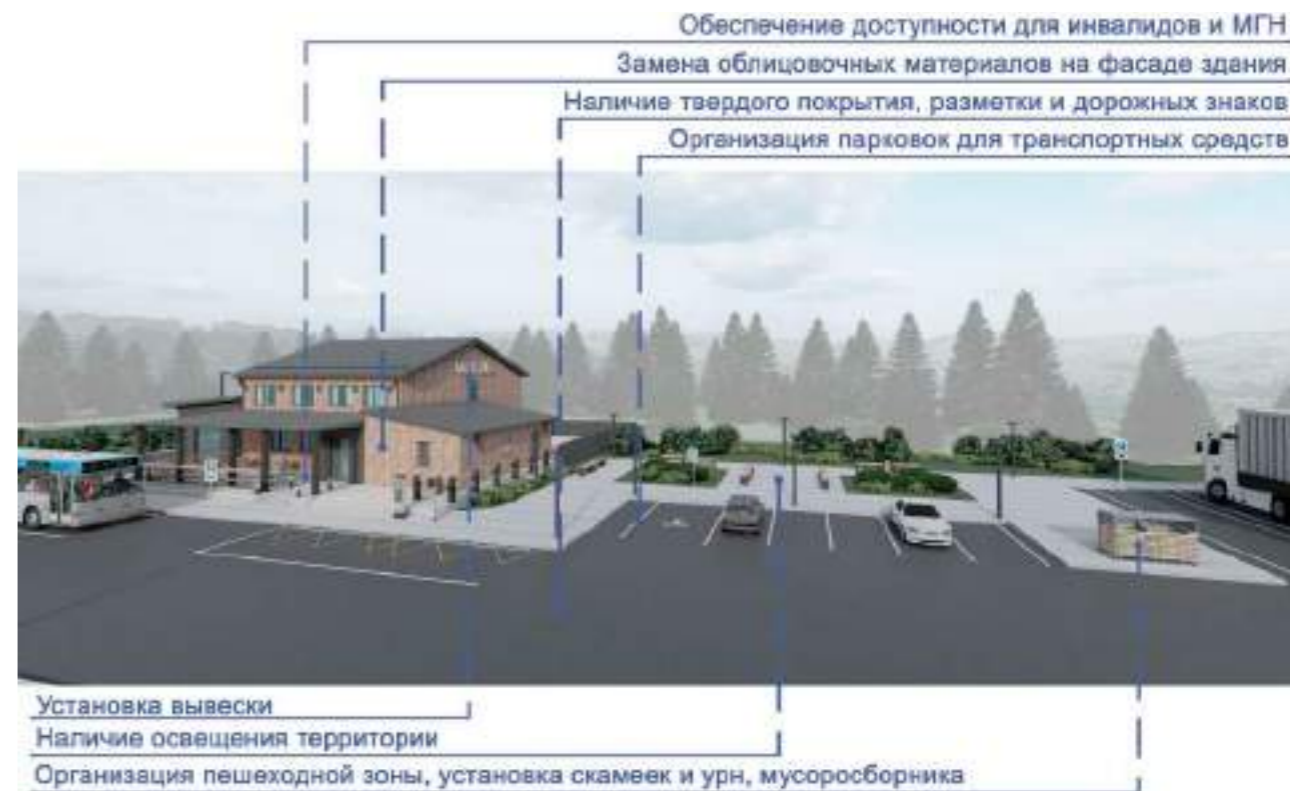 Обеспечение доступности для инвалидов и МГН
Замена облицовочных материалов на фасаде здания
Наличие твердого покрытия, разметки и дорожных знаков
Организация парковок для транспортных средств
Установка вывески
Наличие освещения территории
Организация пешеходной зоны, установка скамеек и урн, мусоросборника